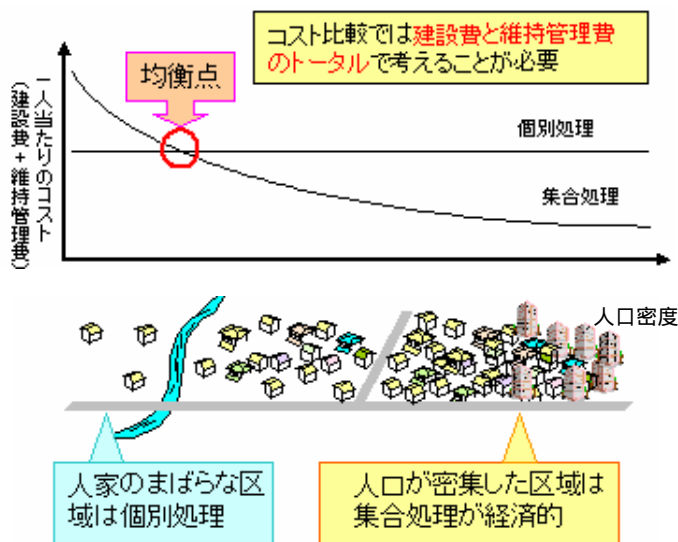 コスト比較では建設費と維持管理費
のトータルで考えることが必要
均衡点
一人当たりのコスト
（建設費＋維持管理費）
個別処理
集合処理
人口密度
人家のまばらな区
域は個別処理
人口が密集した区域は
集合処理が経済的